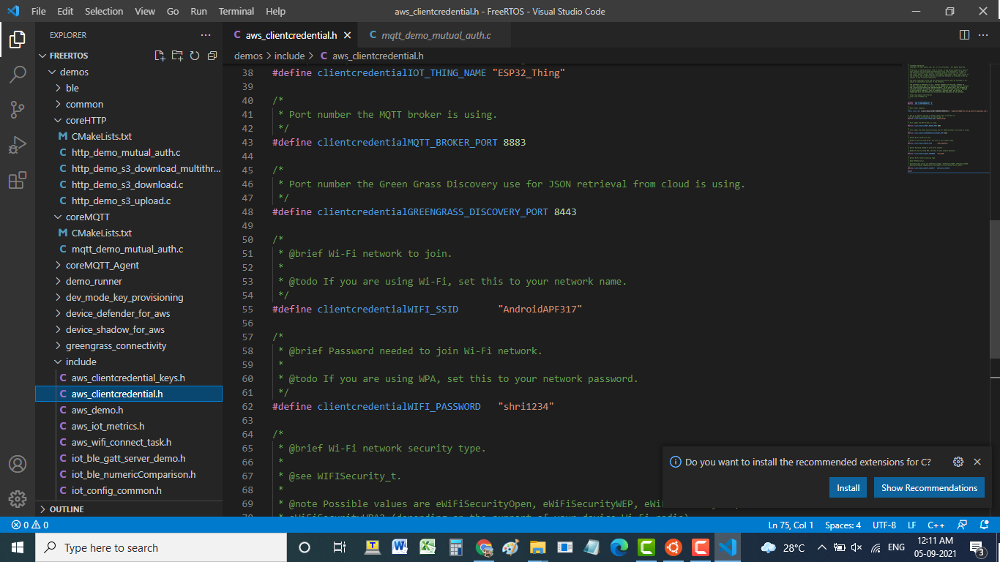 File Edit Selection View Go Run Terminal Help
aws_clientcredential.h - FreeRTOS - Visual Studio Code
EXPLORER
FREERTOS
demos
ble
common
coreHTTP
CMakeLists.txt
http_demo_mutual_auth.c
http_demo_s3_download_multithr...
http_demo_s3_download.c
http_demo_s3_upload.c
coreMQTT
CMakeLists.txt
mqtt_demo_mutual_auth.c
coreMQTT_Agent
demo_runner
dev_mode_key_provisioning
device_defender_for_aws
device_shadow_for_aws
greengrass_connectivity
include
aws_clientcredential_keys.h
aws_clientcredential.h
aws_demo.h
aws_iot_metrics.h
aws_wifi_connect_task.h
iot_ble_gatt_server_demo.h
iot_ble_numericComparison.h
iot_config_common.h
OUTLINE
aws_clientcredential.h
mqtt_demo_mutual_auth.c
demos > include > C aws_clientcredential.h
38 #define clientcredentialIOT_THING_NAME "ESP32_Thing"
39
40 /*
41 * Port number the MQTT broker is using.
42 */
43 #define clientcredentialMQTT_BROKER_PORT 8883
44
45 /*
46 * Port number the Green Grass Discovery use for JSON retrieval from cloud is using.
47 */
48 #define clientcredentialGREENGRASS_DISCOVERY_PORT 8443
49
50 /*
51 * @brief Wi-Fi network to join.
52 *
53 * @todo If you are using Wi-Fi, set this to your network name.
54 */
55 #define clientcredentialWIFI_SSID "AndroidAPF317"
56
57 /*
58 * @brief Password needed to join Wi-Fi network.
59 *
60 * @todo If you are using WPA, set this to your network password.
61 */
62 #define clientcredentialWIFI_PASSWORD "shri1234"
63
64 /*
65 * @brief Wi-Fi network security type.
66 *
67 * @see WIFISecurity_t.
68 *
69 * @note Possible values are eWiFiSecurityOpen, eWiFiSecurityWEP,
Do you want to install the recommended extensions for C?
Install
Show Recommendations
0 0
Ln 75, Col 1 Spaces: 4 UTF-8 LF C++
Type here to search
28°C
ENG
12:11 AM
05-09-2021
3